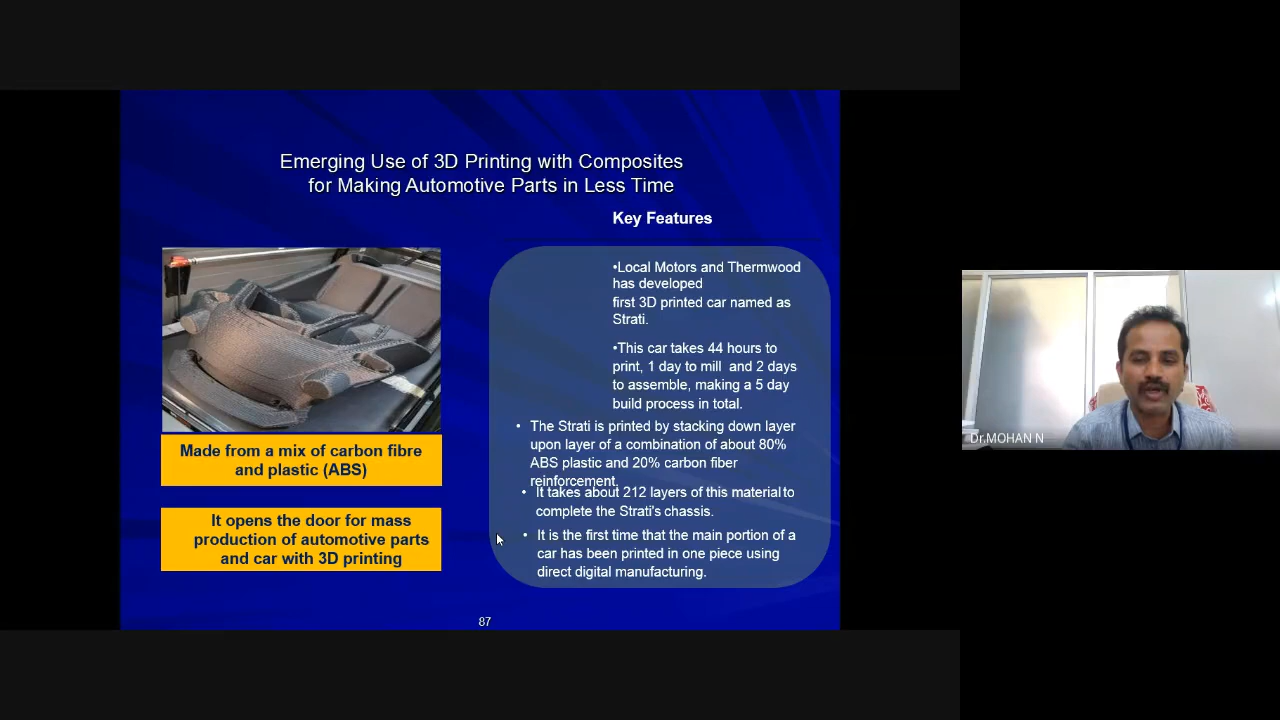 Emerging Use of 3D Printing with Composites
for Making Automotive Parts in Less Time
Key Features
•Local Motors and Thermwood
has developed
first 3D printed car named as
Strati.
•This car takes 44 hours to
print, 1 day to mill and 2 days
to assemble, making a 5 day
build process in total.
• The Strati is printed by stacking down layer
upon layer of a combination of about 80%
ABS plastic and 20% carbon fiber
reinforcement.
• It takes about 212 layers of this material to
complete the Strati's chassis.
• It is the first time that the main portion of a
car has been printed in one piece using
direct digital manufacturing.
Made from a mix of carbon fibre
and plastic (ABS)
It opens the door for mass
production of automotive parts
and car with 3D printing
87
Dr.MOHAN N